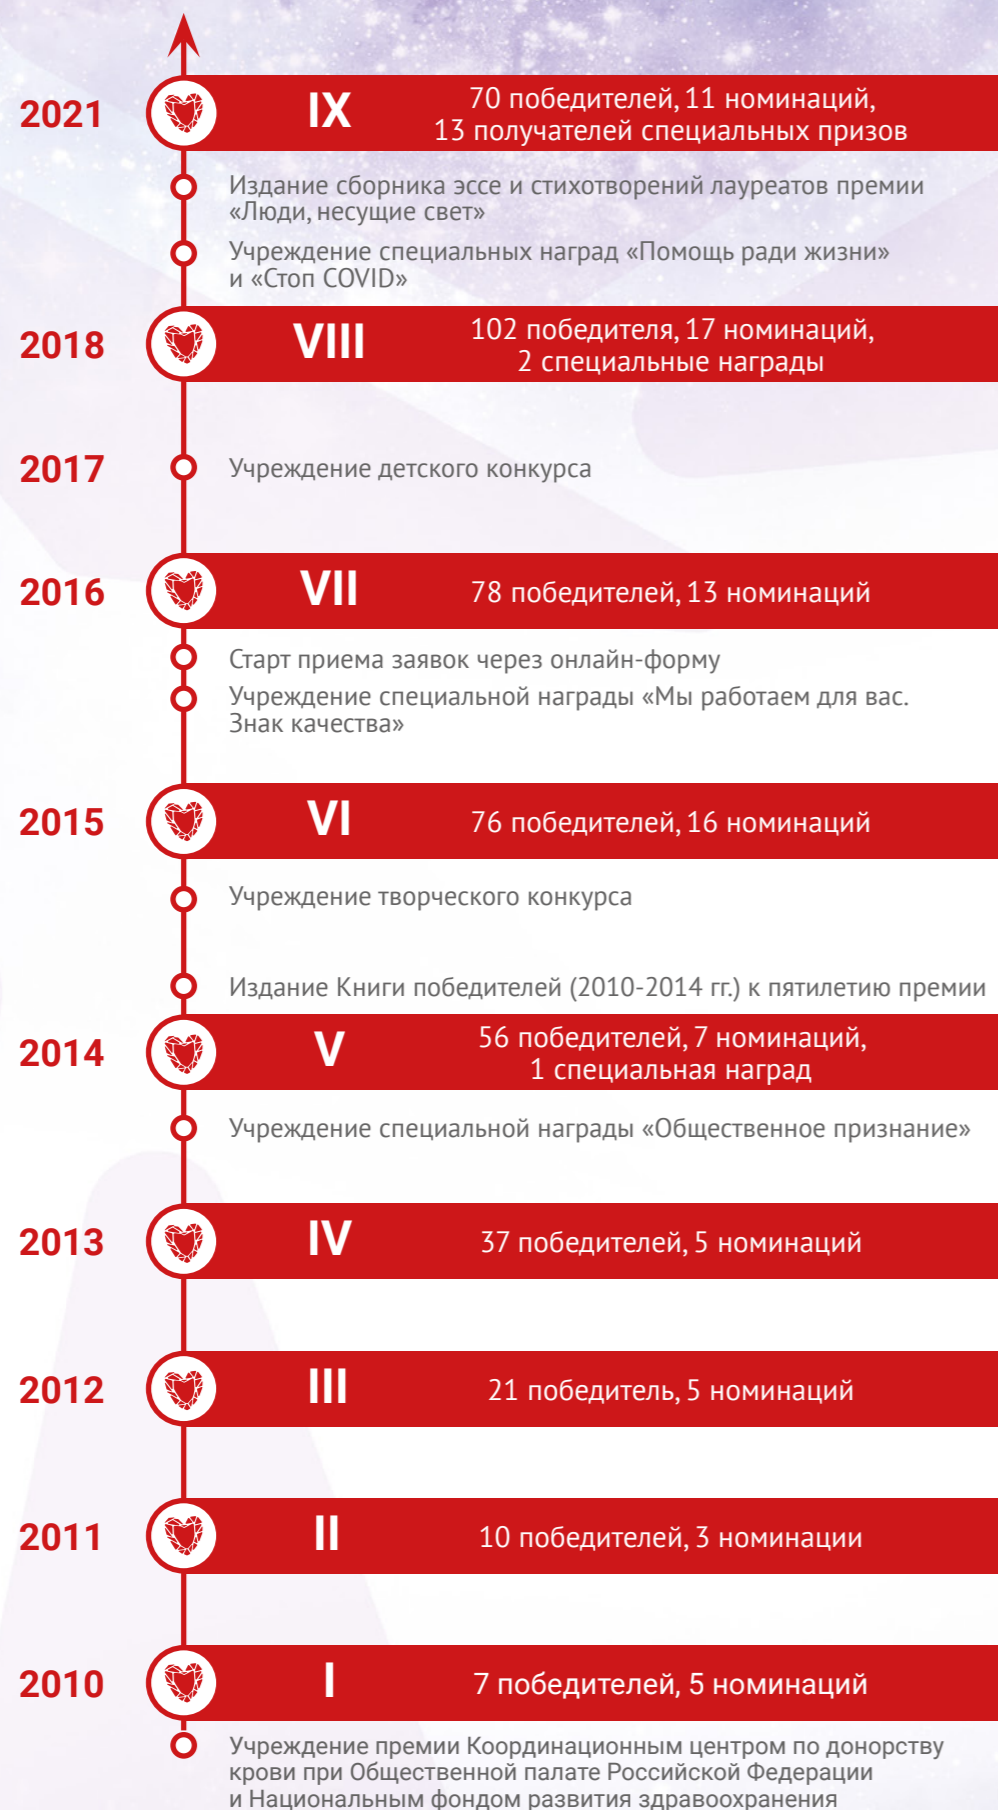 2021
IX
70 победителей, 11 номинаций,
13 получателей специальных призов
Издание сборника эссе и стихотворений лауреатов премии
«Люди, несущие свет»
Учреждение специальных наград «Помощь ради жизни»
и «Стоп COVID»
2018
VIII
102 победителя, 17 номинаций,
2 специальные награды
2017
Учреждение детского конкурса
2016
VII
78 победителей, 13 номинаций
Старт приема заявок через онлайн-форму
Учреждение специальной награды «Мы работаем для вас.
Знак качества»
2015
VI
76 победителей, 16 номинаций
Учреждение творческого конкурса
Издание Книги победителей (2010-2014 гг.) к пятилетию премии
2014
V
56 победителей, 7 номинаций,
1 специальная наград
Учреждение специальной награды «Общественное признание»
2013
IV
37 победителей, 5 номинаций
2012
III
21 победитель, 5 номинаций
2011
II
10 победителей, 3 номинации
2010
I
7 победителей, 5 номинаций
Учреждение премии Координационным центром по донорству
крови при Общественной палате Российской Федерации
и Национальным фондом развития здравоохранения